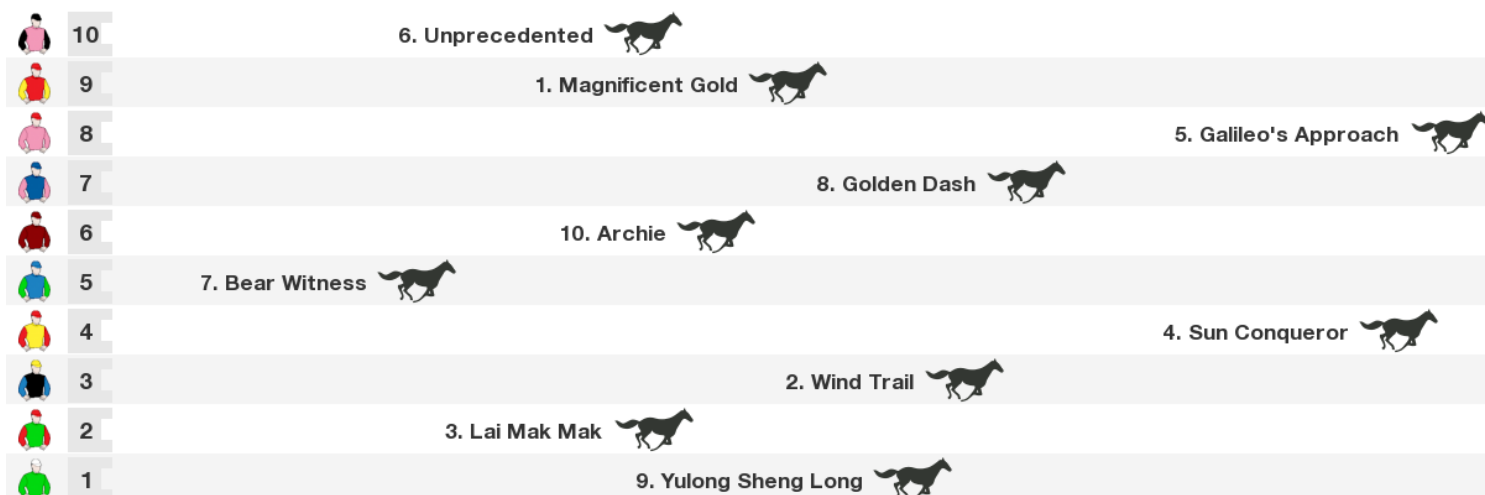 10 6. Unprecedented
9 1. Magnificent Gold
8 5. Galileo's Approach
7 8. Golden Dash
6 10. Archie
5 7. Bear Witness
4 4. Sun Conqueror
3 2. Wind Trail
2 3. Lai Mak Mak
1 9. Yulong Sheng Long